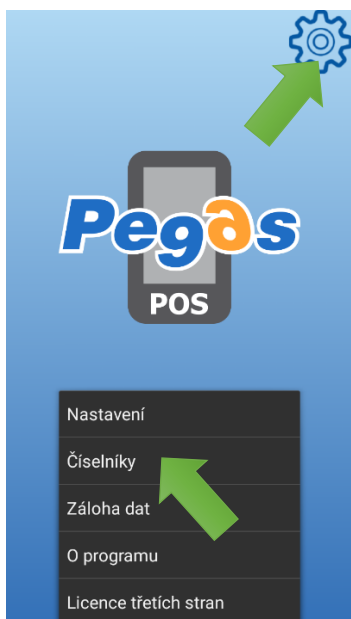 Pegas
POS
Nastavení
Číselníky
Záloha dat
O programu
Licence třetích stran